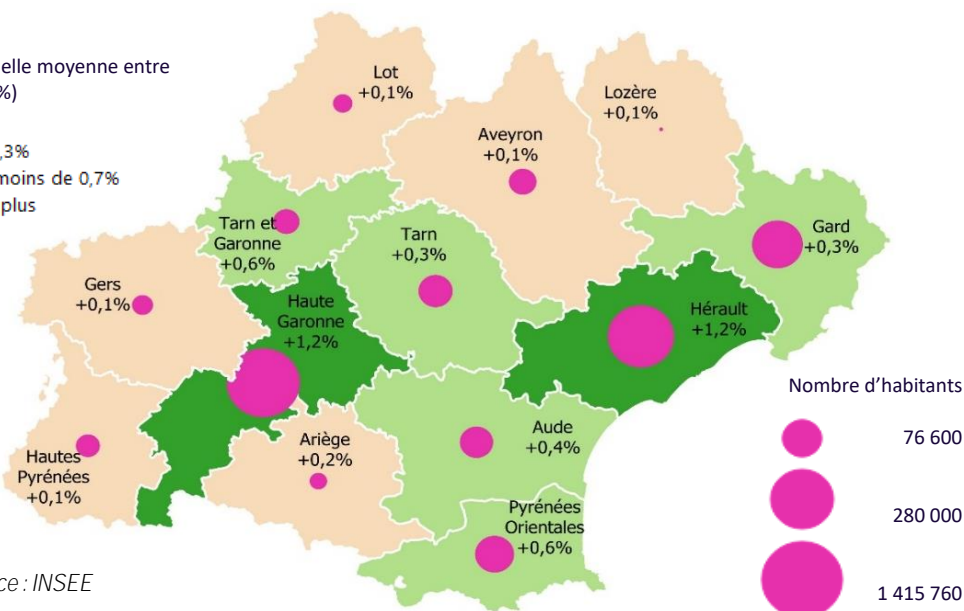 elle moyenne entre
%)
,3%
moins de 0,7%
plus
Lot
+0,1%
Lozère
+0,1%
Aveyron
+0,1%
Tarn et
Garonne
+0,6%
Tarn
+0,3%
Gard
+0,3%
Gers
+0,1%
Haute
Garonne
+1,2%
Hérault
+1,2%
Hautes
Pyrénées
+0,1%
Ariège
+0,2%
Aude
+0,4%
Pyrénées
Orientales
+0,6%
Nombre d’habitants
76 600
280 000
1 415 760
ce : INSEE